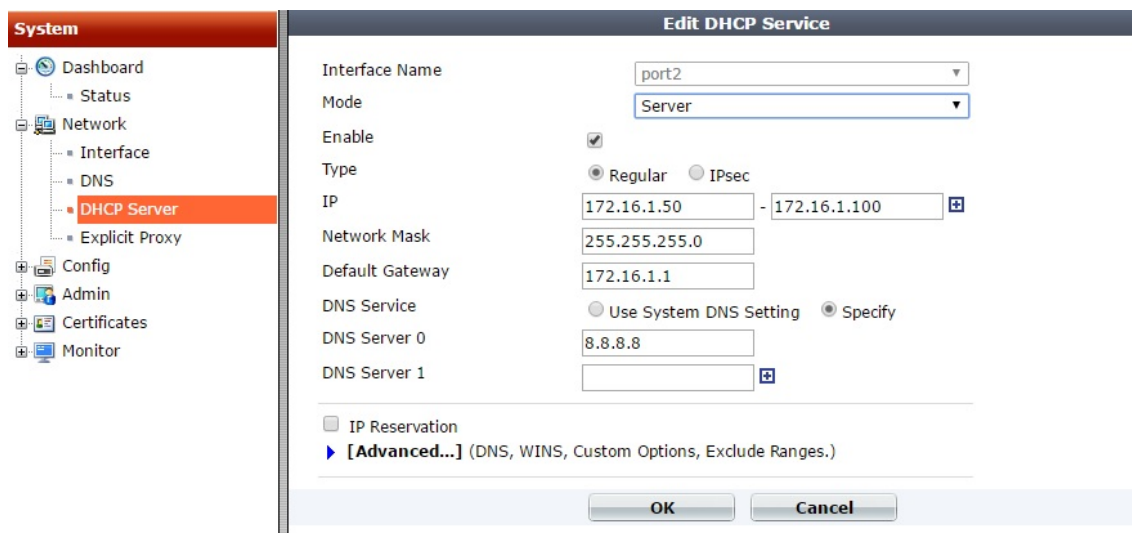 System
Dashboard
Status
Network
Interface
DNS
DHCP Server
Explicit Proxy
Config
Admin
Certificates
Monitor
Edit DHCP Service
Interface Name port2
Mode Server
Enable
Type Regular IPsec
IP 172.16.1.50 - 172.16.1.100
Network Mask 255.255.255.0
Default Gateway 172.16.1.1
DNS Service Use System DNS Setting Specify
DNS Server 0 8.8.8.8
DNS Server 1
IP Reservation
[Advanced...] (DNS, WINS, Custom Options, Exclude Ranges.)
OK Cancel